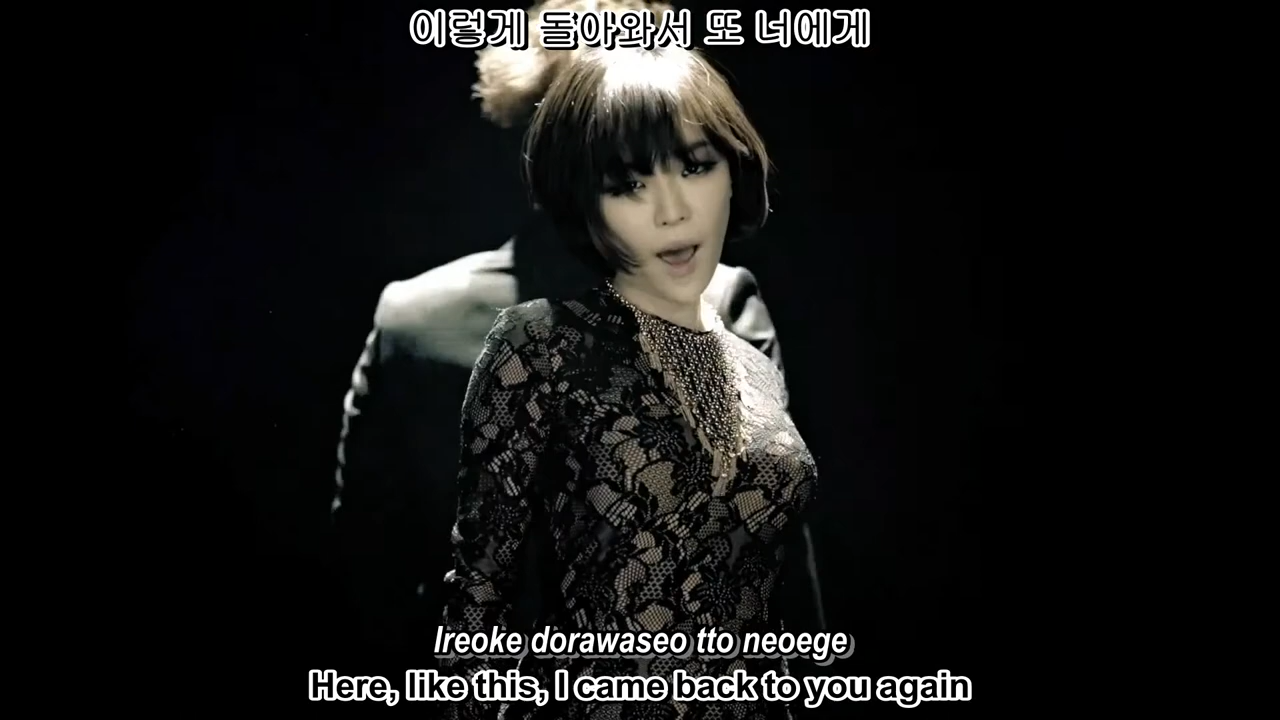 이렇게 돌아와서 또 너에게
Ireoke dorawaseo tto neoege
Here, like this, I came back to you again